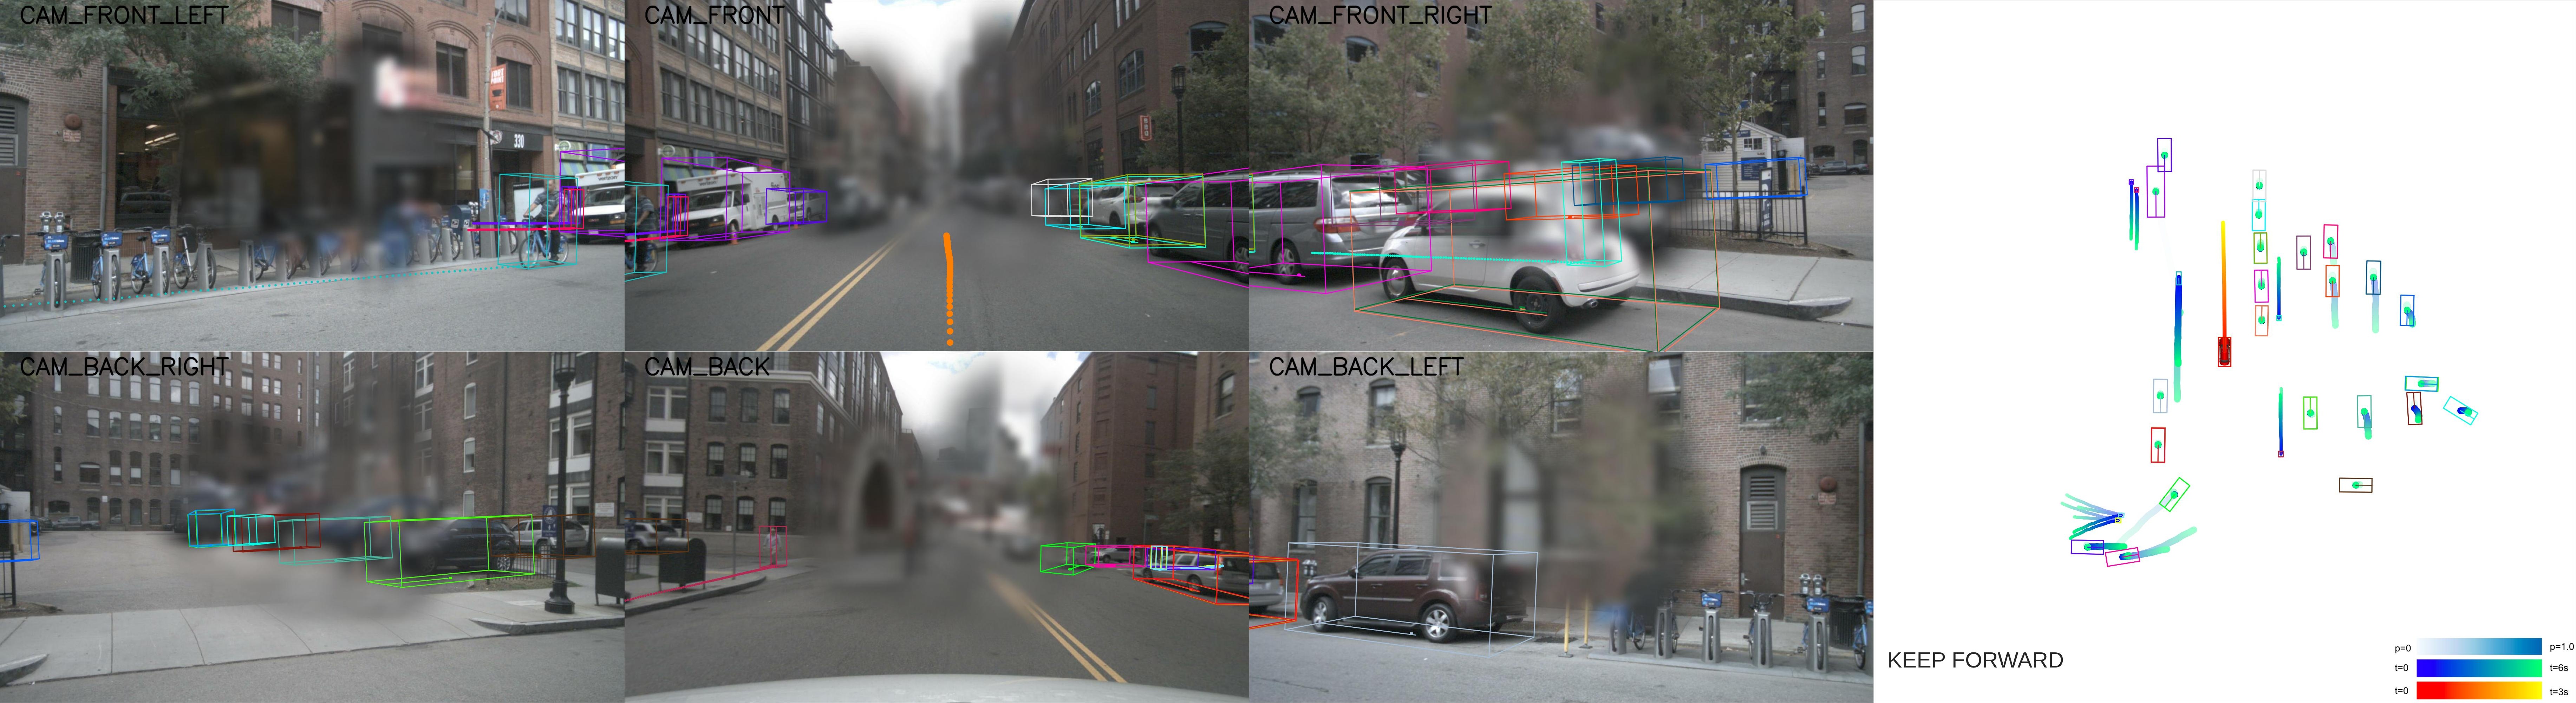 CAM_FRONT_LEFT
CAM_FRONT
CAM_FRONT_RIGHT
330
CAM_BACK_RIGHT
CAM_BACK
CAM_BACK_LEFT
KEEP FORWARD
p=0
p=1.0
t=0
t=6s
t=0
t=3s